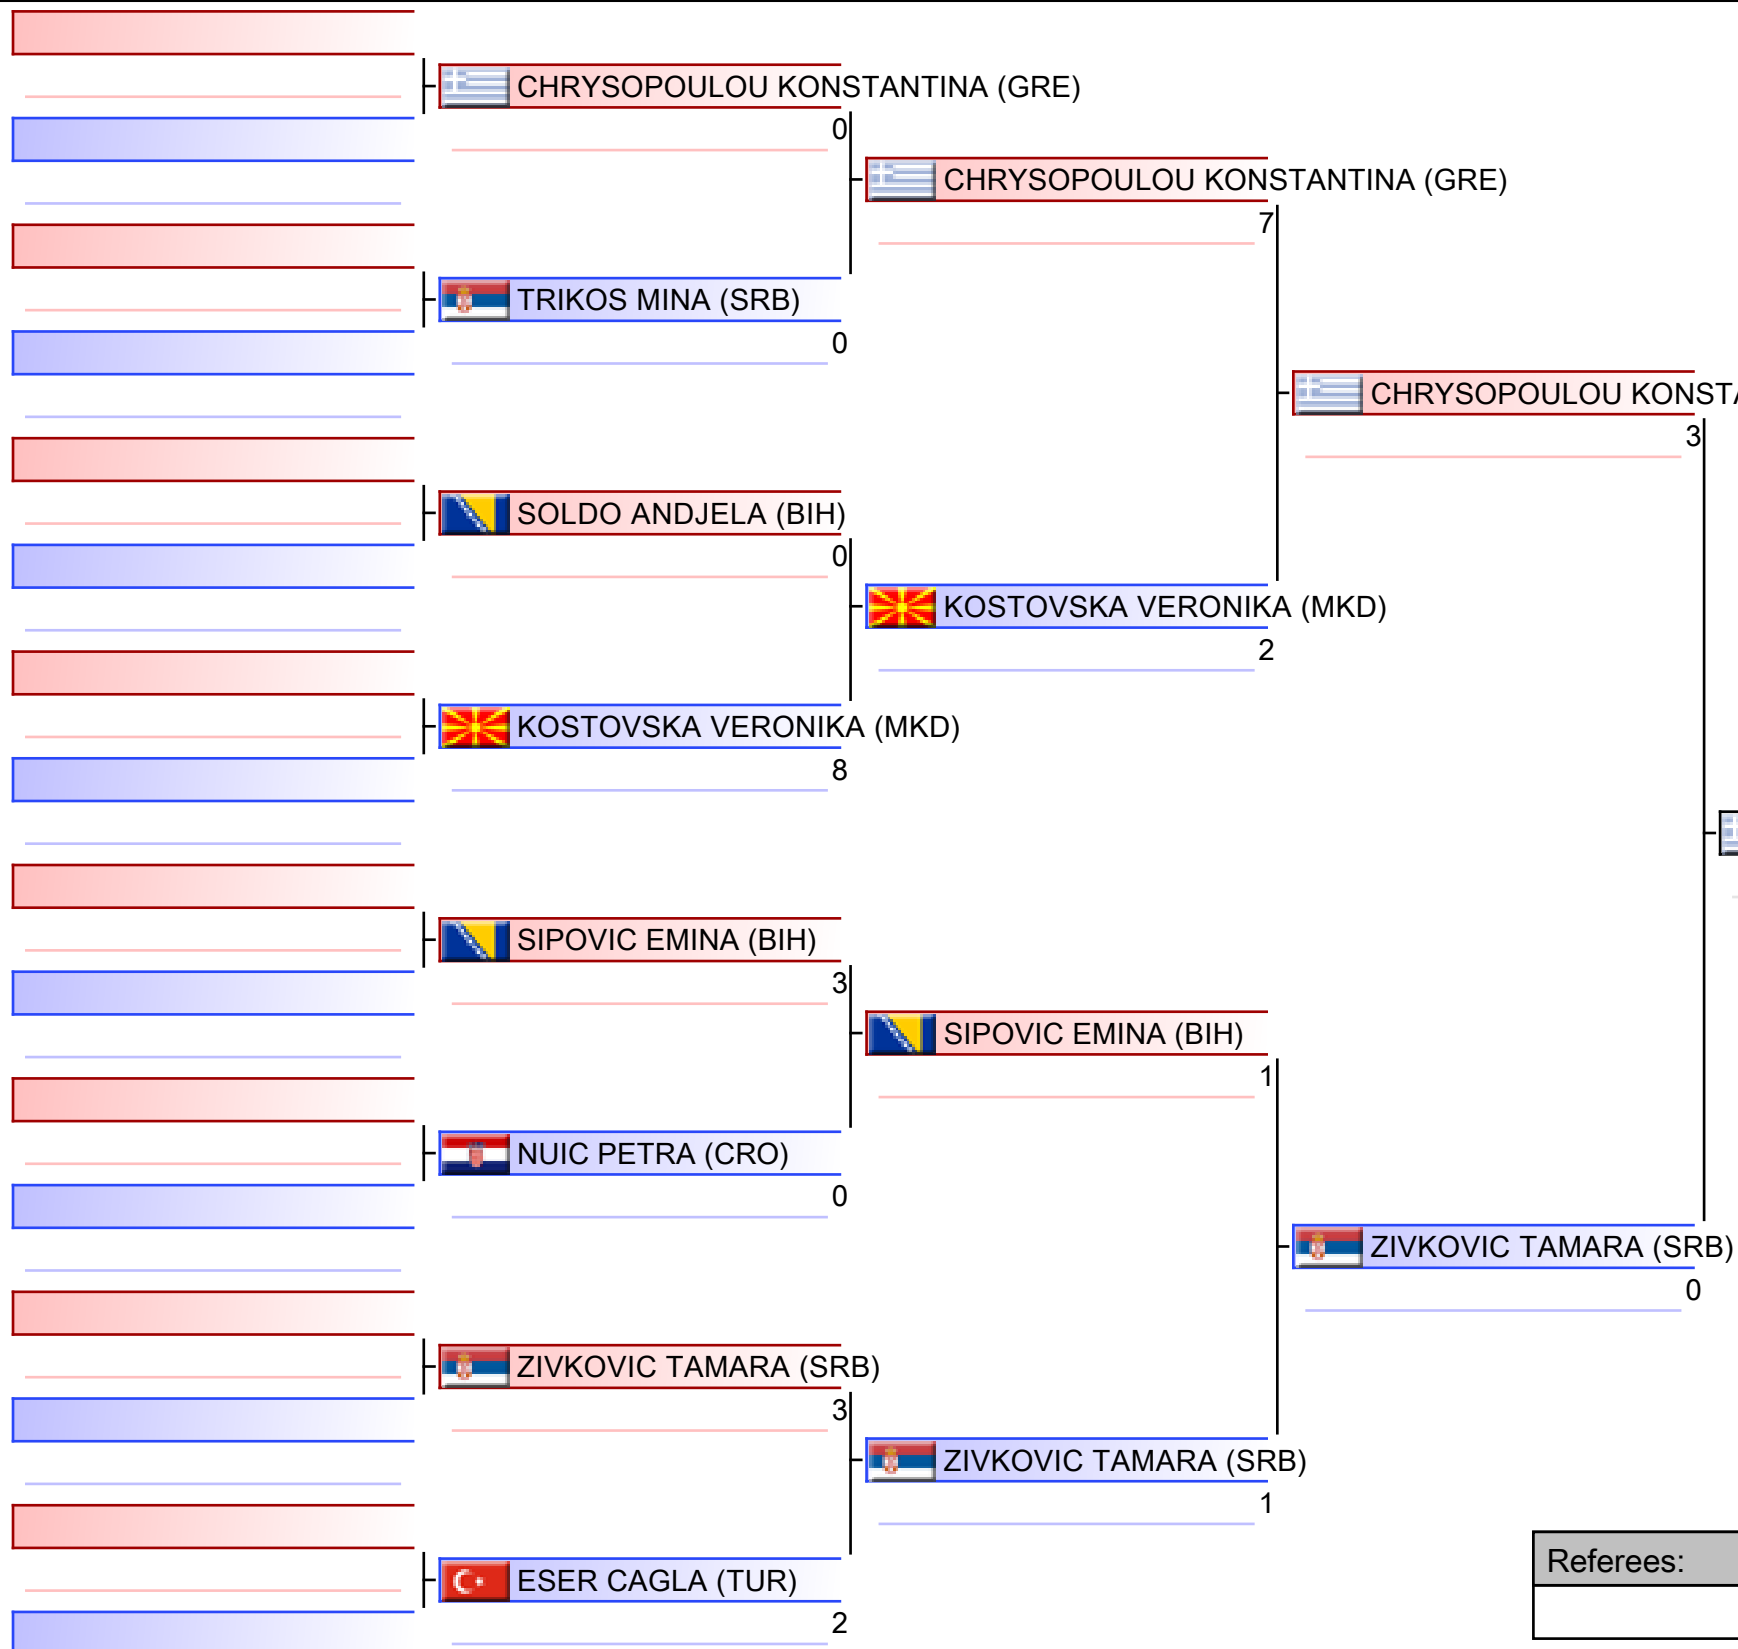 CHRYSOPOULOU KONSTANTINA (GRE)
0
CHRYSOPOULOU KONSTANTINA (GRE)
7
TRIKOS MINA (SRB)
0
CHRYSOPOULOU KONSTA
3
SOLDO ANDJELA (BIH)
0
KOSTOVSKA VERONIKA (MKD)
2
KOSTOVSKA VERONIKA (MKD)
8
SIPOVIC EMINA (BIH)
3
SIPOVIC EMINA (BIH)
1
NUIC PETRA (CRO)
0
ZIVKOVIC TAMARA (SRB)
0
ZIVKOVIC TAMARA (SRB)
3
ZIVKOVIC TAMARA (SRB)
1
Referees:
ESER CAGLA (TUR)
2